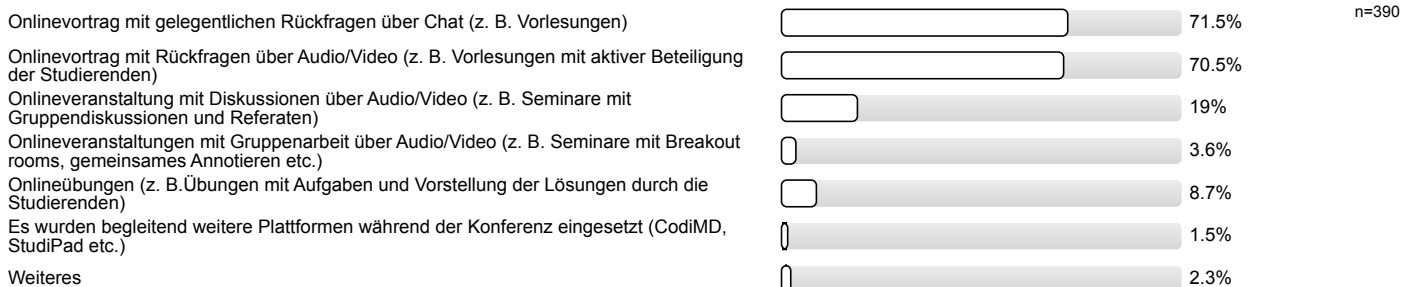 Onlinevortrag mit gelegentlichen Rückfragen über Chat (z. B. Vorlesungen) 71.5% n=390
Onlinevortrag mit Rückfragen über Audio/Video (z. B. Vorlesungen mit aktiver Beteiligung
der Studierenden) 70.5%
Onlineveranstaltung mit Diskussionen über Audio/Video (z. B. Seminare mit
Gruppendiskussionen und Referaten) 19%
Onlineveranstaltungen mit Gruppenarbeit über Audio/Video (z. B. Seminare mit Breakout
rooms, gemeinsames Annotieren etc.) 3.6%
Onlineübungen (z. B.Übungen mit Aufgaben und Vorstellung der Lösungen durch die
Studierenden) 8.7%
Es wurden begleitend weitere Plattformen während der Konferenz eingesetzt (CodiMD,
StudiPad etc.) 1.5%
Weiteres 2.3%